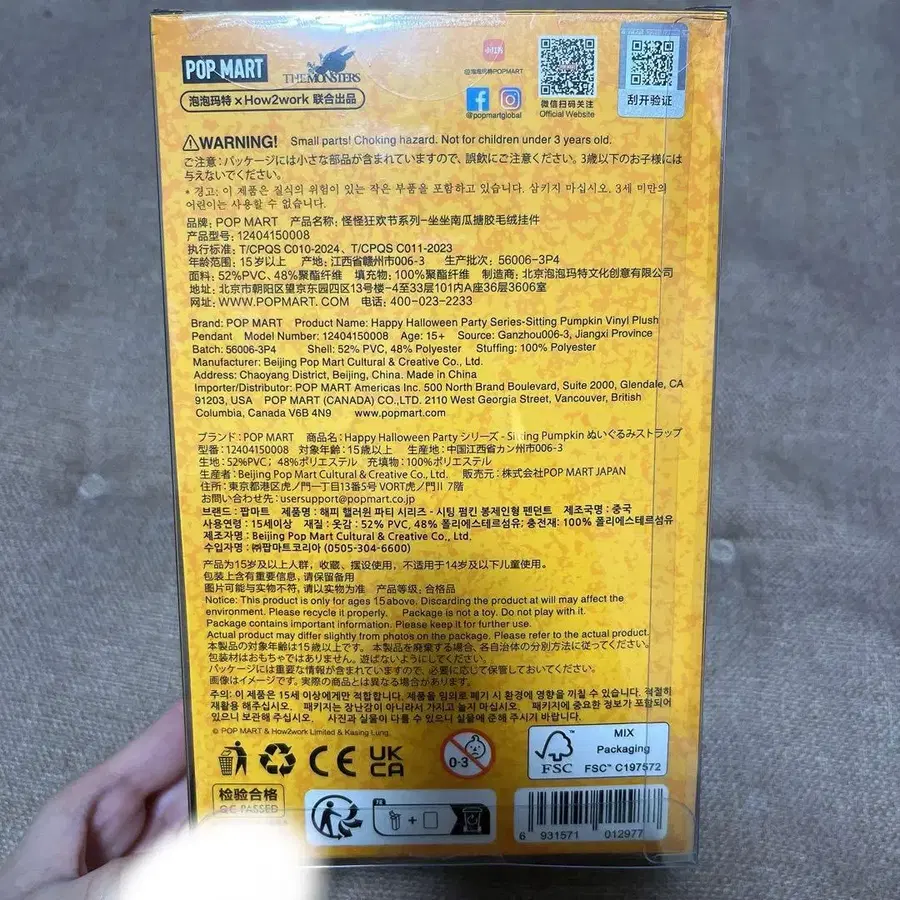 POP MART
THE MONSTERS
泡泡玛特 × How2work 联合出品
小红书
@泡泡玛特POPMART
@popmartglobal
微信扫码关注
Official Website
刮开验证
WARNING! Small parts! Choking hazard. Not for children under 3 years old.
ご注意：パッケージには小さな部品が含まれていますので、誤飲にご注意ください。3歳以下のお子様には
与えないでください。
* 경고: 이 제품은 질식의 위험이 있는 작은 부품을 포함하고 있습니다. 삼키지 마십시오, 3세 미만의
어린이는 사용할 수 없습니다.
品牌：POP MART 产品名称：怪怪狂欢节系列-坐坐南瓜搪胶毛绒挂件
产品型号：12404150008
执行标准：T/CPQS C010-2024、T/CPQS C011-2023
年龄范围：15岁以上 产地：江西省赣州市006-3 生产批次：56006-3P4
面料：52%PVC、48%聚酯纤维 填充物：100%聚酯纤维 制造商：北京泡泡玛特文化创意有限公司
地址：北京市朝阳区望京东园四区13号楼-4至33层101内A座36层3606室
网址：WWW.POPMART.COM 电话：400-023-2233
Brand: POP MART Product Name: Happy Halloween Party Series-Sitting Pumpkin Vinyl Plush
Pendant Model Number: 12404150008 Age: 15+ Source: Ganzhou006-3, Jiangxi Province
Batch: 56006-3P4 Shell: 52% PVC, 48% Polyester Stuffing: 100% Polyester
Manufacturer: Beijing Pop Mart Cultural & Creative Co., Ltd.
Address: Chaoyang District, Beijing, China. Made in China
Importer/Distributor: POP MART Americas Inc. 500 North Brand Boulevard, Suite 2000, Glendale, CA
91203, USA POP MART (CANADA) CO.,LTD. 2110 West Georgia Street, Vancouver, British
Columbia, Canada V6B 4N9 www.popmart.com
ブランド：POP MART 商品名：Happy Halloween Party シリーズ - Sitting Pumpkin ぬいぐるみストラップ
型番：12404150008 対象年齢：15歳以上 生産地：中国江西省カン州市006-3
生地：52%PVC；48%ポリエステル 充填物：100%ポリエステル
生産者：Beijing Pop Mart Cultural & Creative Co., Ltd. 販売元：株式会社POP MART JAPAN
住所：東京都港区虎ノ門一丁目13番5号 VORT虎ノ門Ⅱ 7階
お問い合わせ先：usersupport@popmart.co.jp
브랜드 : 팝마트 제품명 : 해피 핼러윈 파티 시리즈 - 시팅 펌킨 봉제인형 펜던트 제조국명 : 중국
사용연령 : 15세이상 재질 : 옷감 : 52% PVC, 48% 폴리에스테르섬유; 충전재: 100% 폴리에스테르섬유
제조자명 : Beijing Pop Mart Cultural & Creative Co., Ltd.
수입자명 : ㈜팝마트코리아 (0505-304-6600)
产品为15岁及以上人群，收藏、摆设使用，不适用于14岁及以下儿童使用。
包装上含有重要信息，请保留备用
图片可能与实物不符，请以实物为准 产品等级：合格品
Notice: This product is only for ages 15 above. Discarding the product at will may affect the
environment. Please recycle it properly. Package is not a toy. Do not play with it.
Package contains important information. Please keep it for further use.
Actual product may differ slightly from photos on the package. Please refer to the actual product.
本製品の対象年齢は15歳以上です。 本製品を廃棄する場合、各自治体の分別方法に従ってください。
包装材はおもちゃではありません。遊ばないようにしてください。
パッケージには重要な情報が含まれていますので、必要に応じて保管しておいてください。
画像はイメージです。実際の商品とは異なる場合があります。
주의: 이 제품은 15세 이상에게만 적합합니다. 제품을 임의로 폐기 시 환경에 영향을 끼칠 수 있습니다. 적절히
재활용 해주십시오. 패키지는 장난감이 아니라서 가지고 놀지 마십시오. 패키지에 중요한 정보가 포함되어
있으니 보관해 주십시오. 사진과 실물이 다를 수 있으니 실물에 준해 주시기 바랍니다.
© POP MART & How2work Limited & Kasing Lung.
CE
UK
CA
0-3
FSC
MIX
Packaging
FSC™ C197572
检验合格
QC PASSED
FR
6 931571 012977